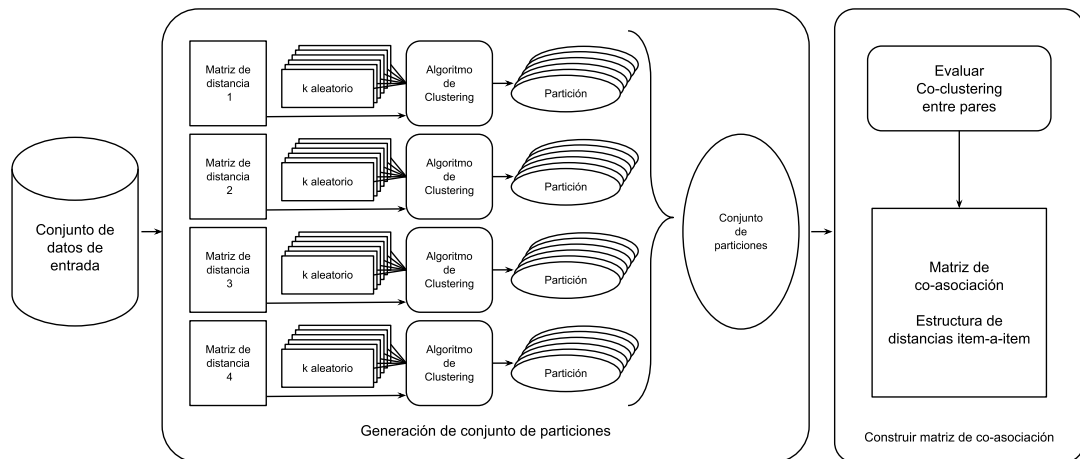 Conjunto de
datos de
entrada
Matriz de
distancia
1
k aleatorio
Algoritmo
de
Clustering
Partición
Matriz de
distancia
2
k aleatorio
Algoritmo
de
Clustering
Partición
Matriz de
distancia
3
k aleatorio
Algoritmo
de
Clustering
Partición
Matriz de
distancia
4
k aleatorio
Algoritmo
de
Clustering
Partición
Conjunto
de
particiones
Generación de conjunto de particiones
Evaluar
Co-clustering
entre pares
Matriz de
co-asociación
Estructura de
distancias item-a-item
Construir matriz de co-asociación